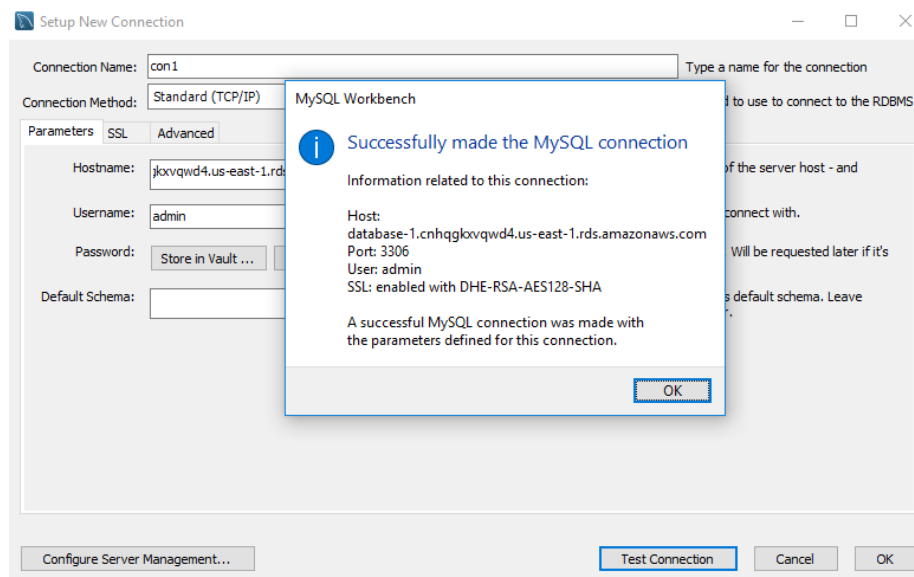 Setup New Connection
Connection Name: con1 Type a name for the connection
Connection Method: Standard (TCP/IP) to use to connect to the RDBMS
Parameters SSL Advanced
Hostname: jkxvqwd4.us-east-1.rds of the server host - and
Username: admin connect with.
Password: Store in Vault ... Will be requested later if it's
Default Schema: default schema. Leave
MySQL Workbench
Successfully made the MySQL connection
Information related to this connection:
Host:
database-1.cnhqgkxvqwd4.us-east-1.rds.amazonaws.com
Port: 3306
User: admin
SSL: enabled with DHE-RSA-AES128-SHA
A successful MySQL connection was made with
the parameters defined for this connection.
OK
Configure Server Management...
Test Connection
Cancel
OK